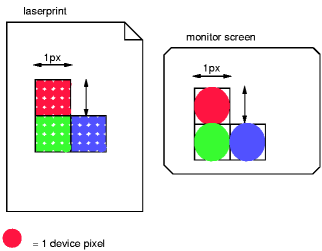 laserprint
monitor screen
1px
1px
= 1 device pixel